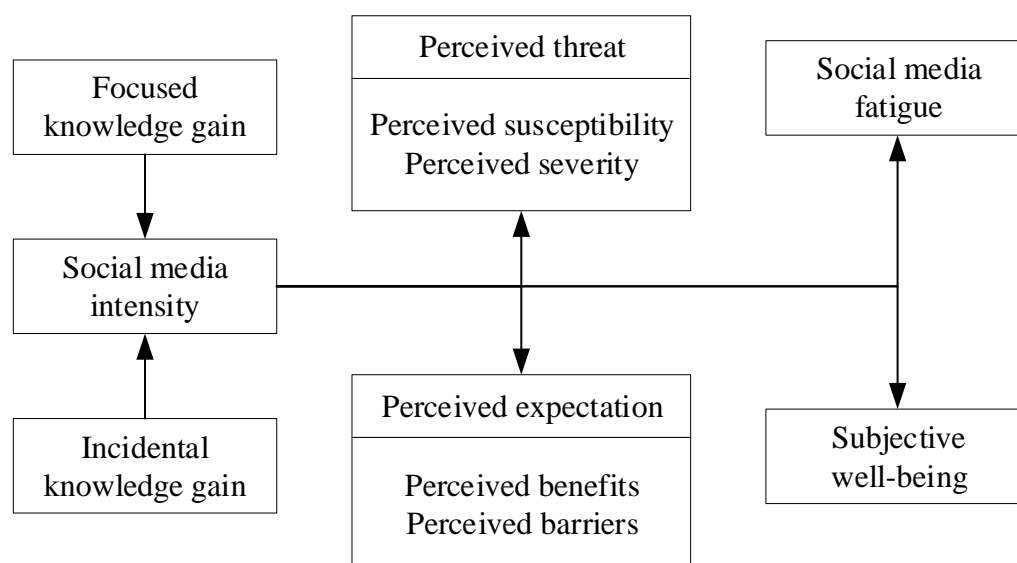 Focused
knowledge gain
Social media
intensity
Incidental
knowledge gain
Perceived threat
Perceived susceptibility
Perceived severity
Perceived expectation
Perceived benefits
Perceived barriers
Social media
fatigue
Subjective
well-being